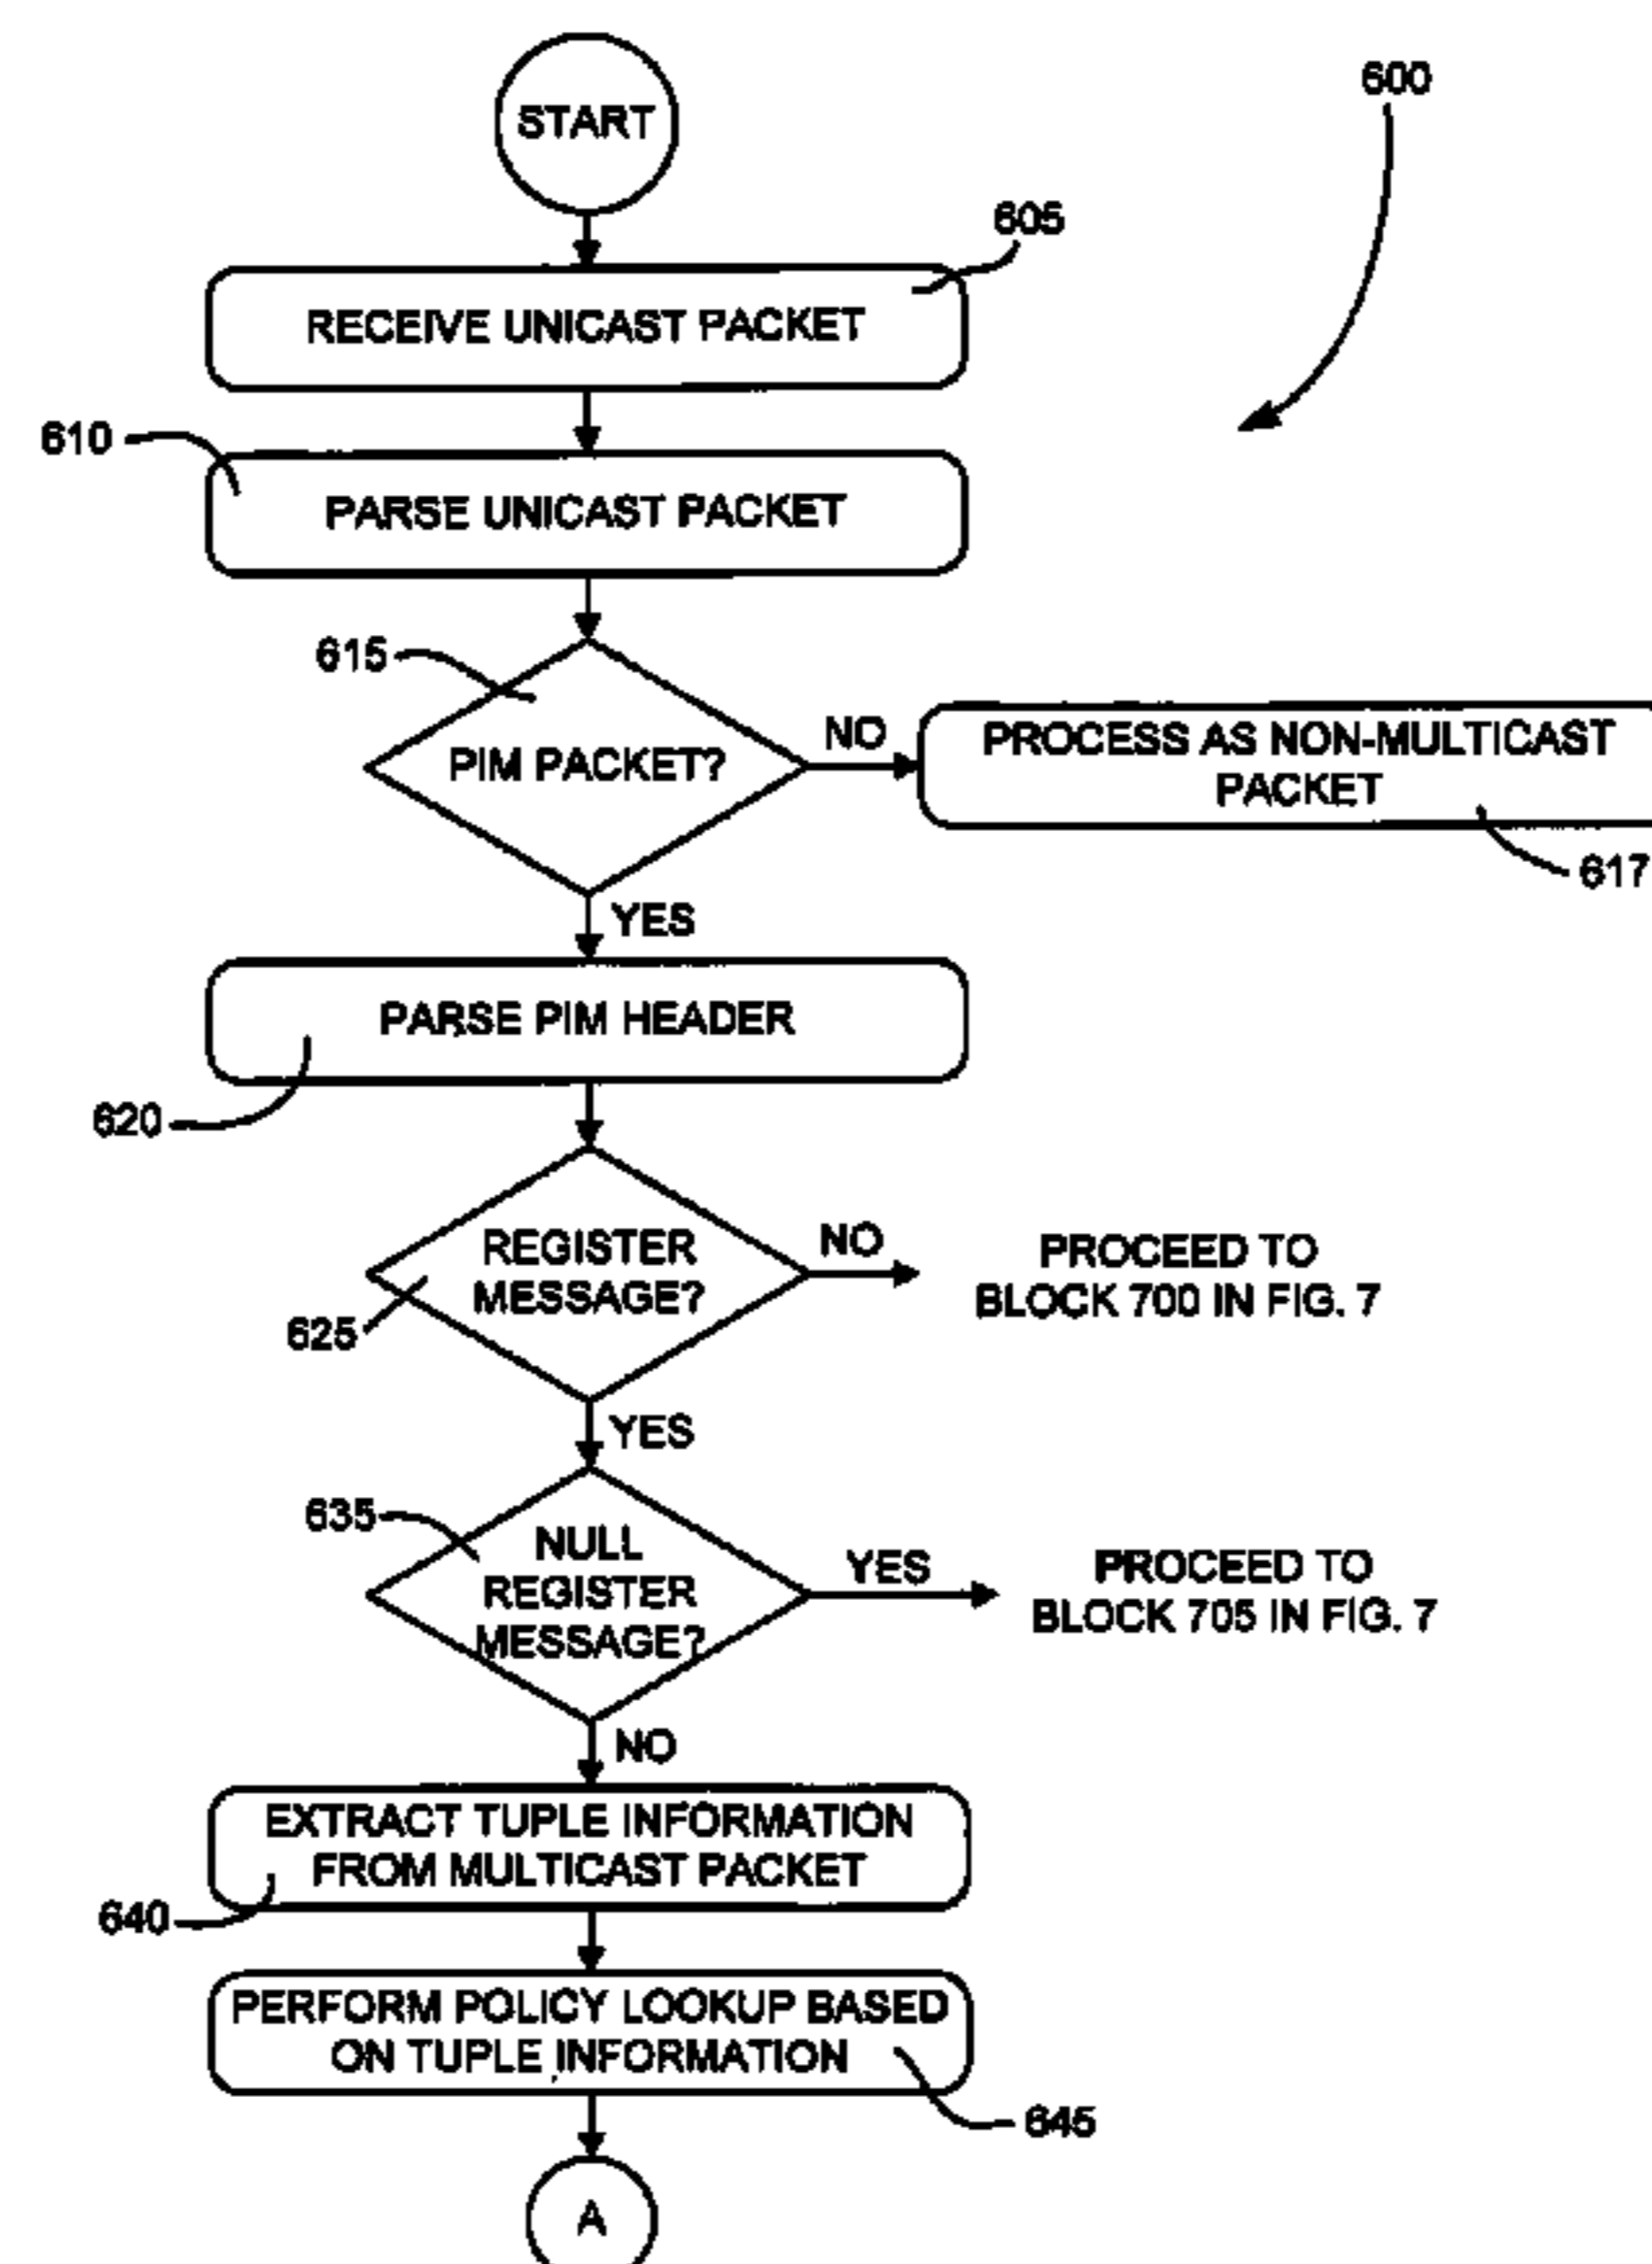 START
600
605
RECEIVE UNICAST PACKET
610
PARSE UNICAST PACKET
615
PIM PACKET?
NO
PROCESS AS NON-MULTICAST
PACKET
617
YES
PARSE PIM HEADER
620
REGISTER
MESSAGE?
NO
PROCEED TO
BLOCK 700 IN FIG. 7
625
YES
635
NULL
REGISTER
MESSAGE?
YES
PROCEED TO
BLOCK 705 IN FIG. 7
NO
EXTRACT TUPLE INFORMATION
FROM MULTICAST PACKET
640
PERFORM POLICY LOOKUP BASED
ON TUPLE INFORMATION
645
A